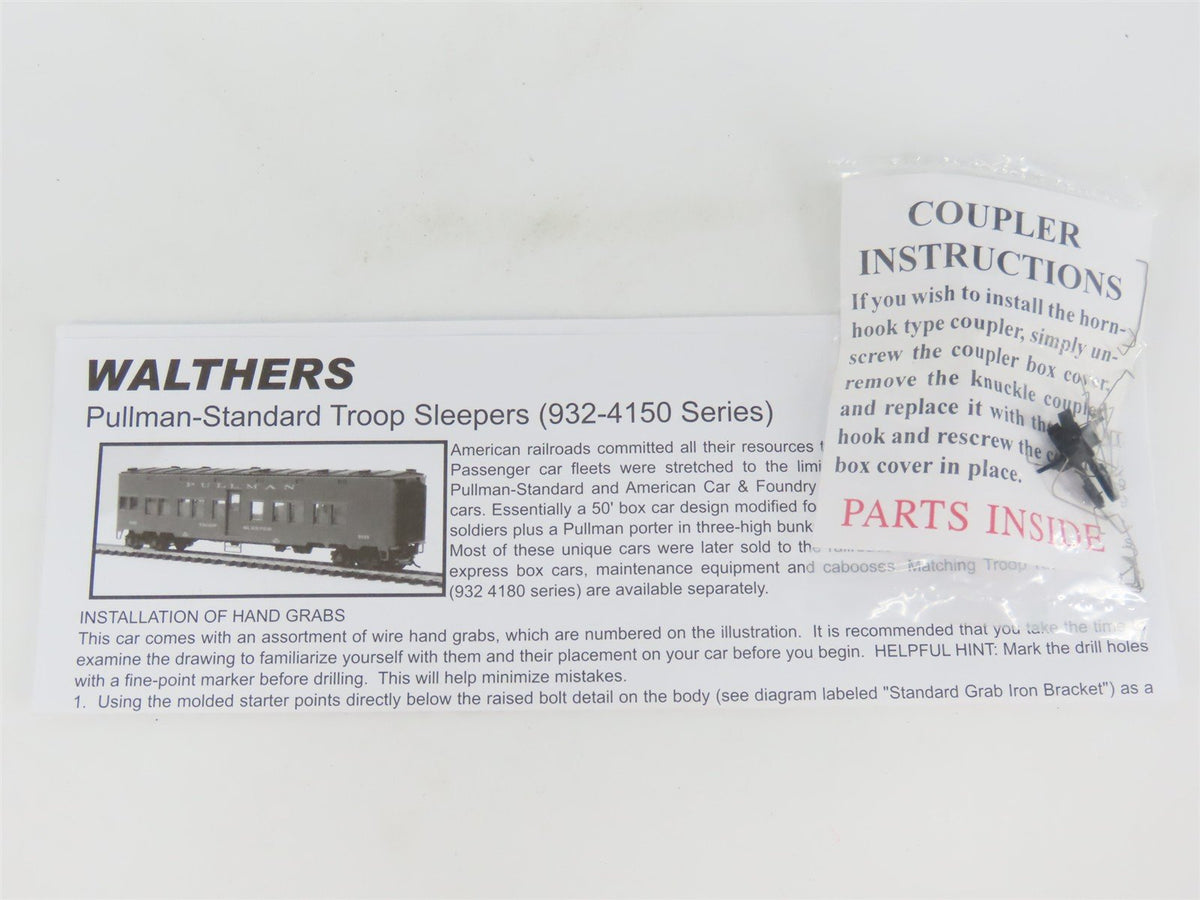 WALTHERS
Pullman-Standard Troop Sleepers (932-4150 Series)
PULLMAN
TROOP SLEEPER
American railroads committed all their resources
Passenger car fleets were stretched to the
Pullman-Standard and American Car & Foundry
cars. Essentially a 50' box car design modified
soldiers plus a Pullman porter in three-high bunk
Most of these unique cars were later sold to the
express box cars, maintenance equipment and cabooses. Matching Troop
(932 4180 series) are available separately.
INSTALLATION OF HAND GRABS
This car comes with an assortment of wire hand grabs, which are numbered on the illustration. It is recommended that you take the time
examine the drawing to familiarize yourself with them and their placement on your car before you begin. HELPFUL HINT: Mark the drill holes
with a fine-point marker before drilling. This will help minimize mistakes.
1. Using the molded starter points directly below the raised bolt detail on the body (see diagram labeled "Standard Grab Iron Bracket") as a
COUPLER
INSTRUCTIONS
If you wish to install the horn-
hook type coupler, simply un-
screw the coupler box cover,
remove the knuckle coupler
and replace it with the
hook and rescrew the
box cover in place.
PARTS INSIDE